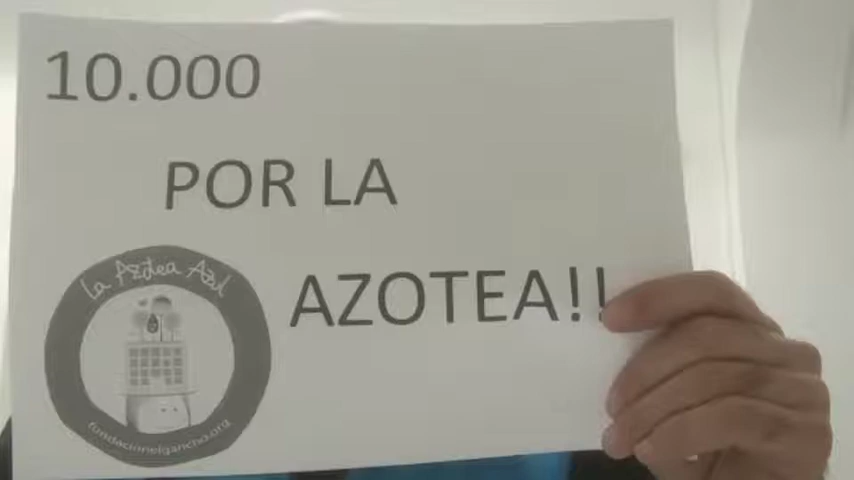 10.000
POR LA
AZOTEA!!
La Azotea Azul
fundacionelgancho.org